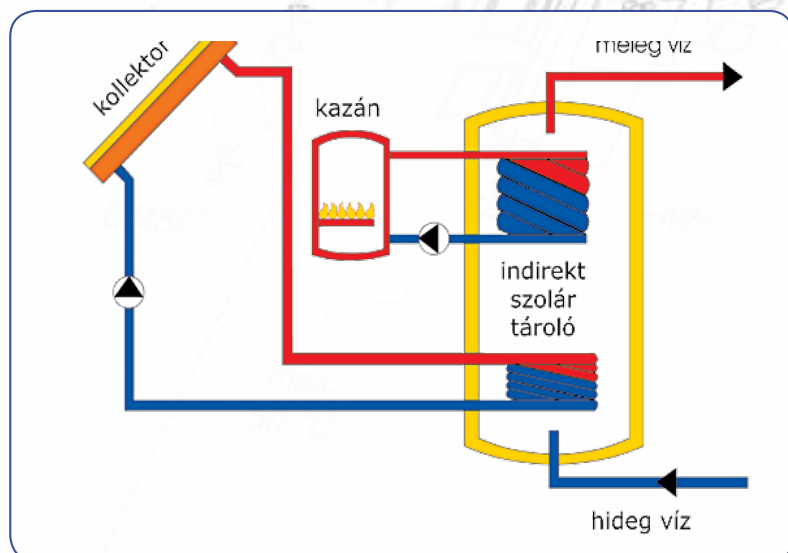 meleg víz
kollektor
kazán
indirekt
szolár
tároló
hideg víz